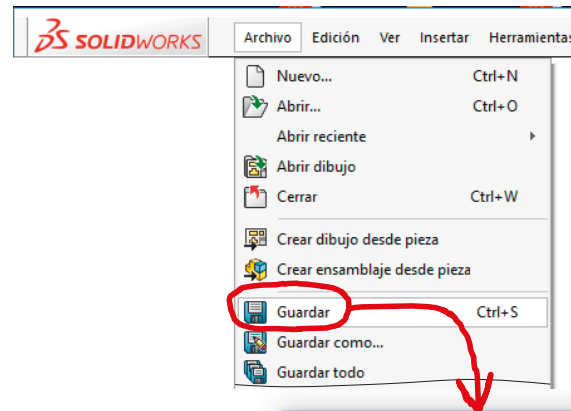 SOLIDWORKS Archivo Edición Ver Insertar Herramientas
Nuevo... Ctrl+N
Abrir... Ctrl+O
Abrir reciente
Abrir dibujo
Cerrar Ctrl+W
Crear dibujo desde pieza
Crear ensamblaje desde pieza
Guardar Ctrl+S
Guardar como...
Guardar todo